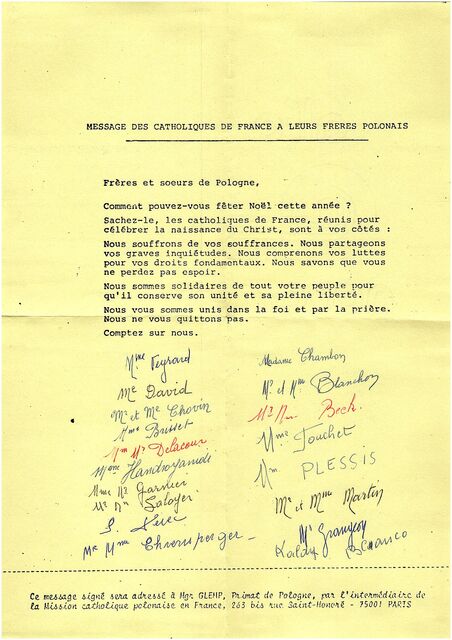 MESSAGE DES CATHOLIQUES DE FRANCE A LEURS FRERES POLONAIS
Frères et soeurs de Pologne,
Comment pouvez-vous fêter Noël cette année ?
Sachez-le, les catholiques de France, réunis pour
célébrer la naissance du Christ, sont à vos côtés :
Nous souffrons de vos souffrances. Nous partageons
vos graves inquiétudes. Nous comprenons vos luttes
pour vos droits fondamentaux. Nous savons que vous
ne perdez pas espoir.
Nous sommes solidaires de tout votre peuple pour
qu'il conserve son unité et sa pleine liberté.
Nous vous sommes unis dans la foi et par la prière.
Nous ne vous quittons pas.
Comptez sur nous.
Mme Veyrard
Me David
Mr et Me Chovin
Mme Brisset
Delacour
Mme
Garnier
Mr Mme
Madame Chambon
Mr et Mme Blanchon
Beck.
Mme Touchet
Mm. PLESSIS
Mr et Mme Martin
Mr
Ce message signé sera adressé à Mgr GLEMP, Primat de Pologne, par l'intermédiaire de
la Mission catholique polonaise en France, 263 bis rue Saint-Honoré - 75001 PARIS